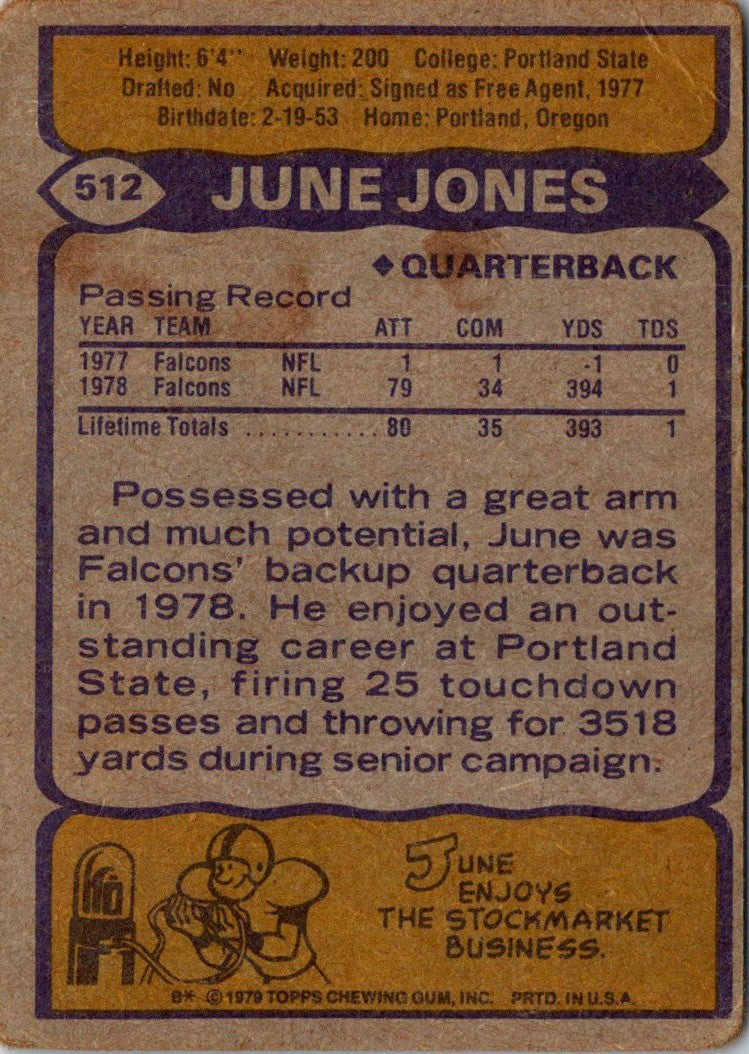 Height: 6'4" Weight: 200 College: Portland State
Drafted: No Acquired: Signed as Free Agent, 1977
Birthdate: 2-19-53 Home: Portland, Oregon
512 JUNE JONES
◆QUARTERBACK
Passing Record
YEAR TEAM ATT COM YDS TDS
1977 Falcons NFL 1 1 -1 0
1978 Falcons NFL 79 34 394 1
Lifetime Totals ............ 80 35 393 1
Possessed with a great arm
and much potential, June was
Falcons' backup quarterback
in 1978. He enjoyed an out-
standing career at Portland
State, firing 25 touchdown
passes and throwing for 3518
yards during senior campaign.
JUNE
ENJOYS
THE STOCKMARKET
BUSINESS.
B* © 1979 TOPPS CHEWING GUM, INC. PRTD. IN U.S.A.